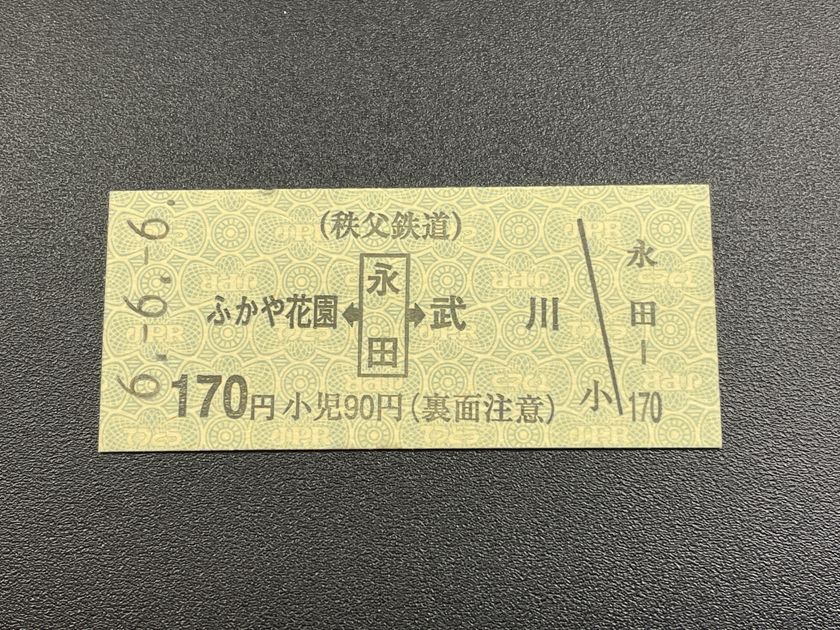 6.-6.-6.
(秩父鉄道)
ふかや花園←永田→武川
170円小児90円(裏面注意)
小
永田ー
170